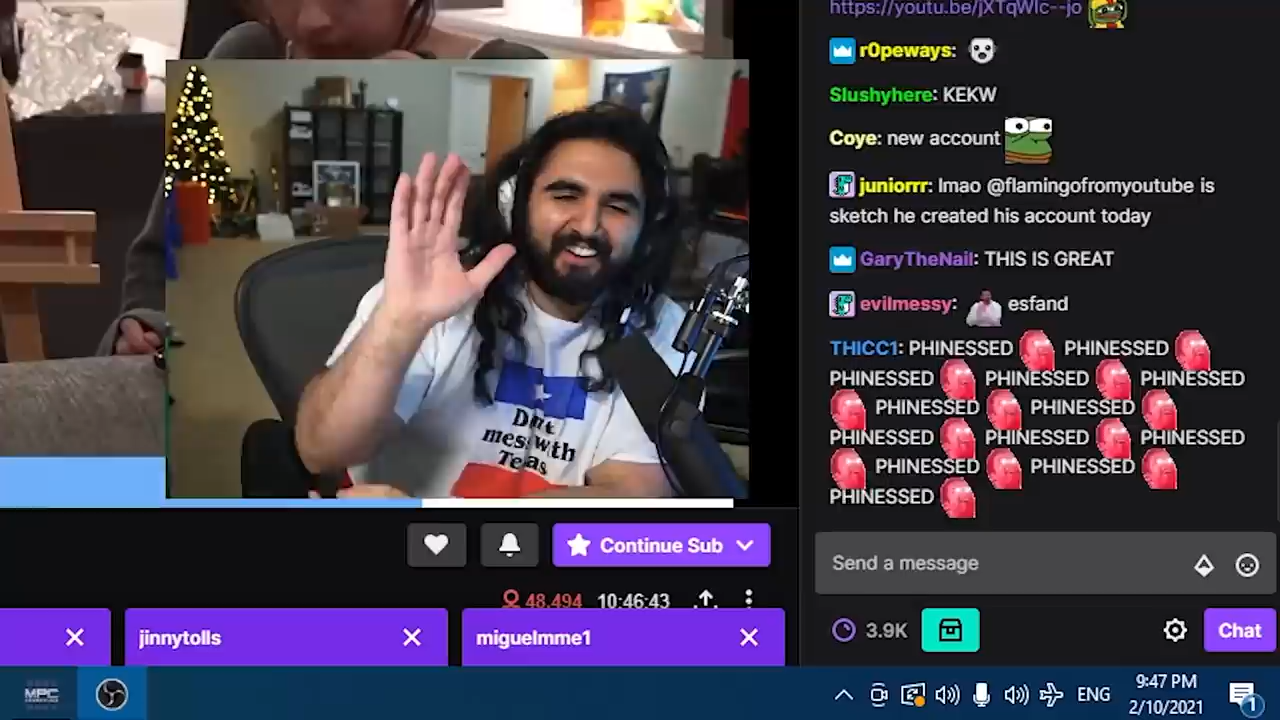 https://youtu.be/jXTqWIc--jo
r0peways:
Slushyhere: KEKW
Coye: new account
juniorrr: lmao @flamingofromyoutube is
sketch he created his account today
GaryTheNail: THIS IS GREAT
evilmessy: esfand
THICC1: PHINESSED PHINESSED
PHINESSED PHINESSED PHINESSED
PHINESSED PHINESSED
PHINESSED PHINESSED PHINESSED
PHINESSED PHINESSED
PHINESSED
Send a message
3.9K
Chat
Don't
mess with
Texas
Continue Sub
48,494 10:46:43
jinnytolls
miguelmme1
MPC
ENG
9:47 PM
2/10/2021
1